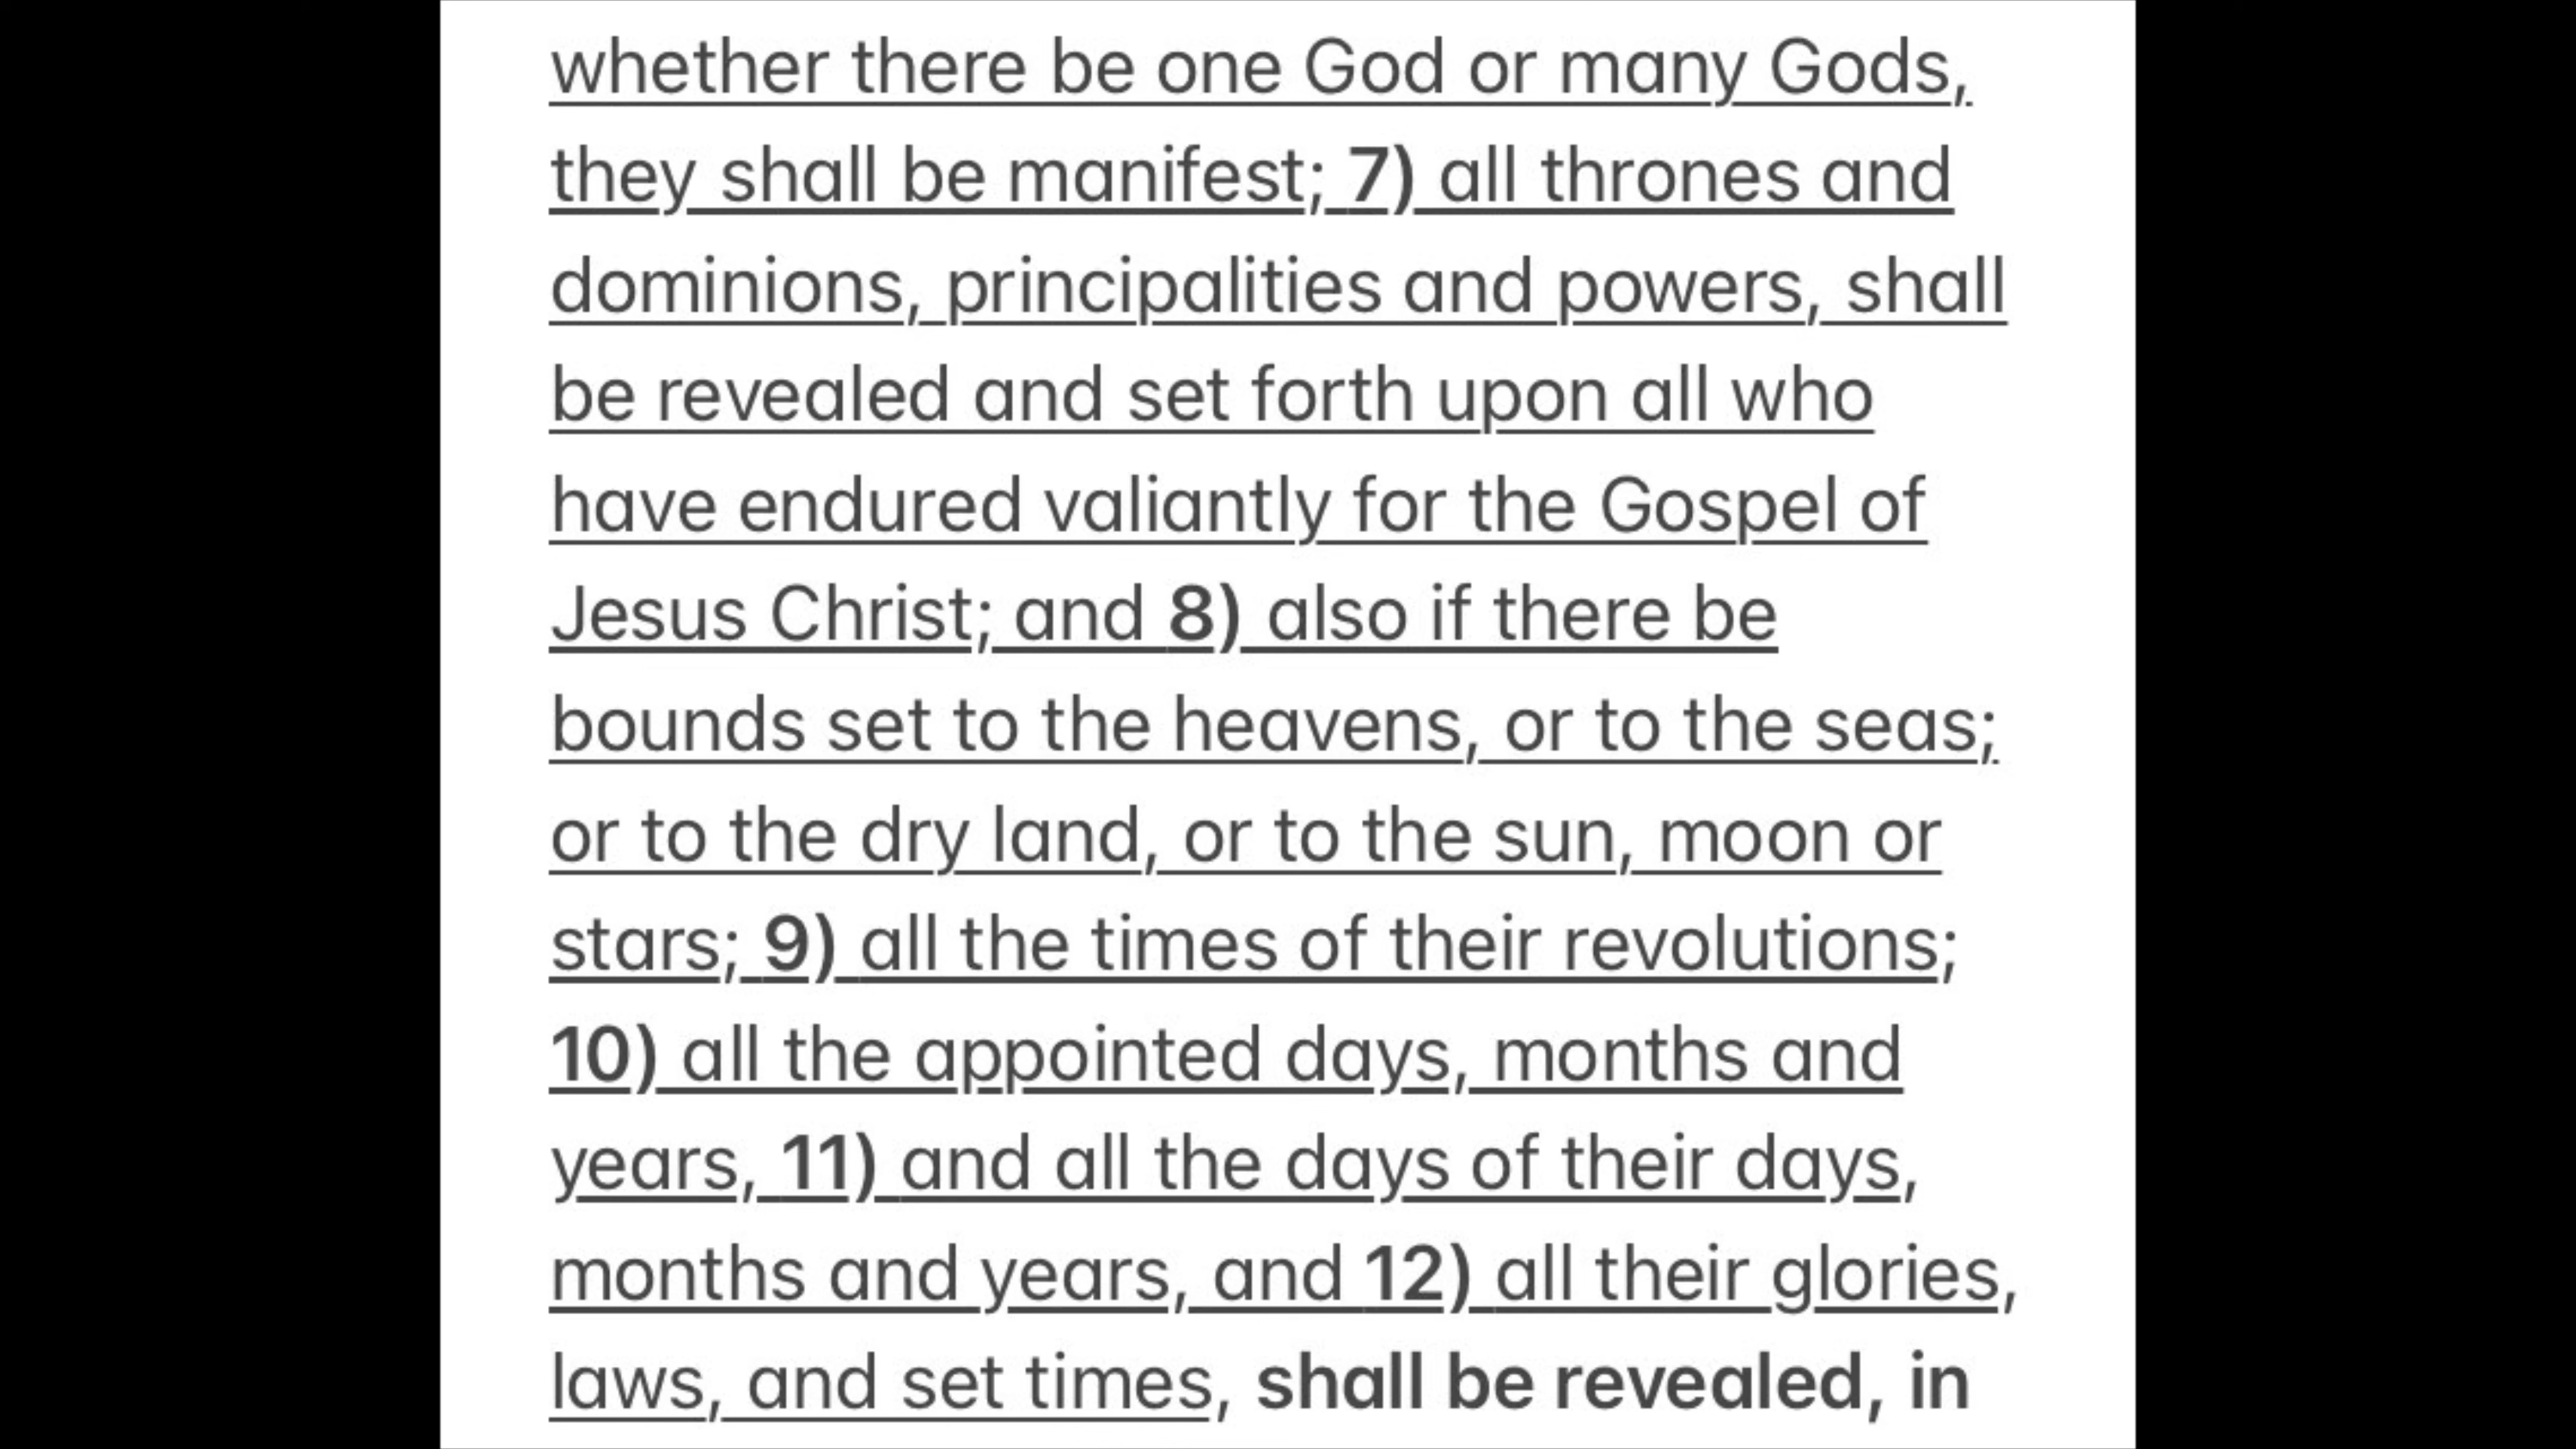 whether there be one God or many Gods,
they shall be manifest; 7) all thrones and
dominions, principalities and powers, shall
be revealed and set forth upon all who
have endured valiantly for the Gospel of
Jesus Christ; and 8) also if there be
bounds set to the heavens, or to the seas;
or to the dry land, or to the sun, moon or
stars; 9) all the times of their revolutions;
10) all the appointed days, months and
years, 11) and all the days of their days,
months and years, and 12) all their glories,
laws, and set times, shall be revealed, in